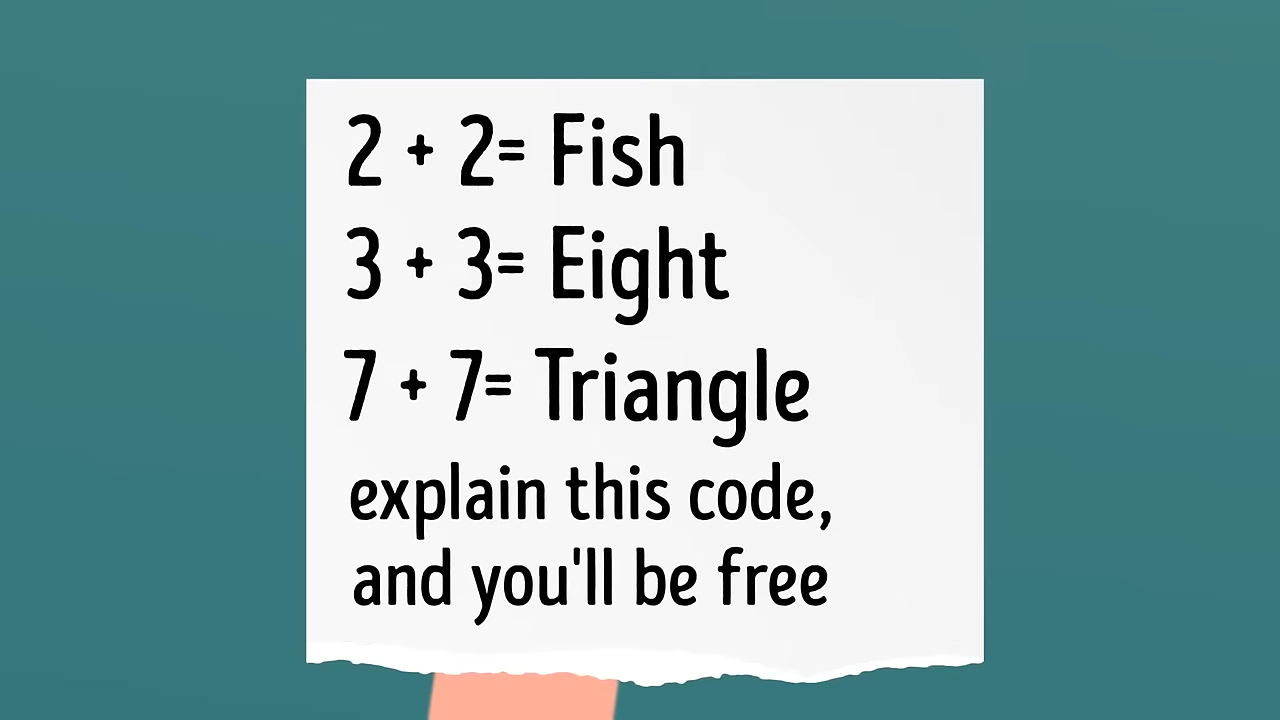 2 + 2= Fish
3 + 3= Eight
7 + 7= Triangle
explain this code,
and you'll be free